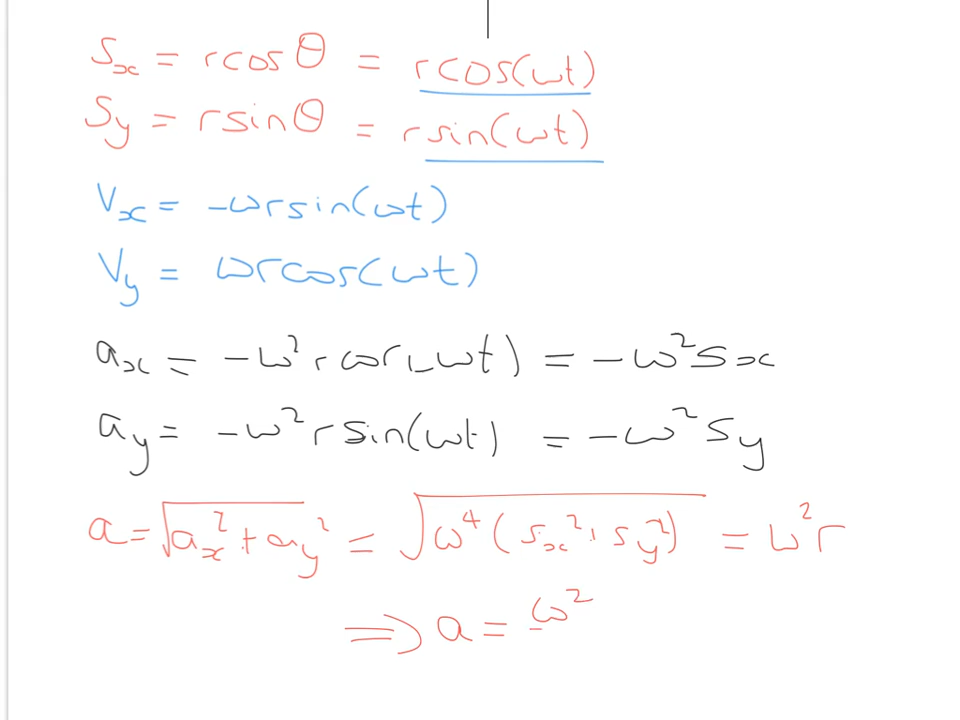 Sx = rcosθ = rcos(ωt)
Sy = rsinθ = rsin(ωt)
Vx = -ωrsin(ωt)
Vy = ωrcos(ωt)
ax = -ω²rcos(ωt) = -ω²sx
ay = -ω²rsin(ωt) = -ω²sy
a = √(ax² + ay²) = √(ω⁴(sx² + sy²)) = ω²r
⇒ a = ω²